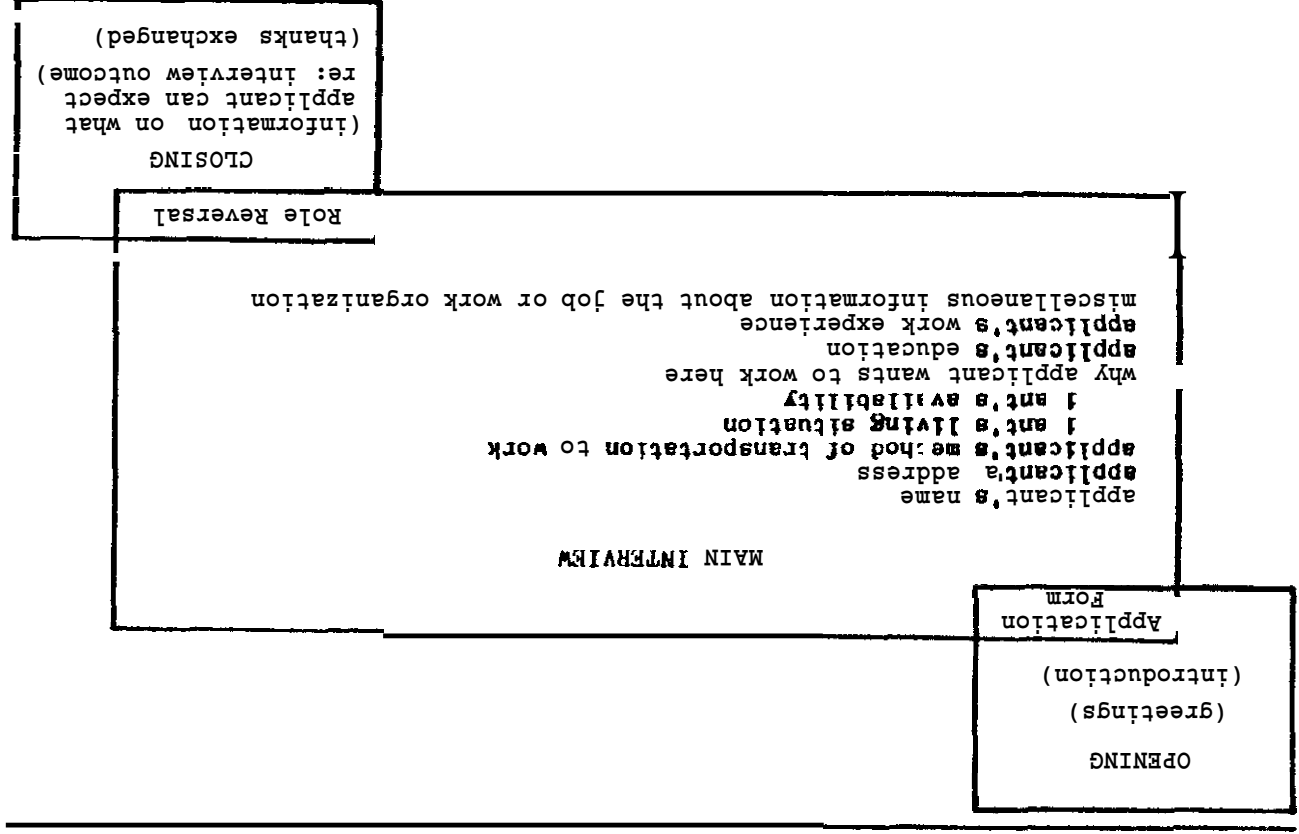 OPENING
(greetings)
(introduction)
Application
Form
MAIN INTERVIEW
applicant's name
applicant'a address
applicant's method of transportation to work
ant's living situation
ant's availability
why applicant wants to work here
applicant's education
applicant's work experience
miscellaneous information about the job or work organization
Role Reversal
CLOSING
(information on what
applicant can expect
re: interview outcome)
(thanks exchanged)